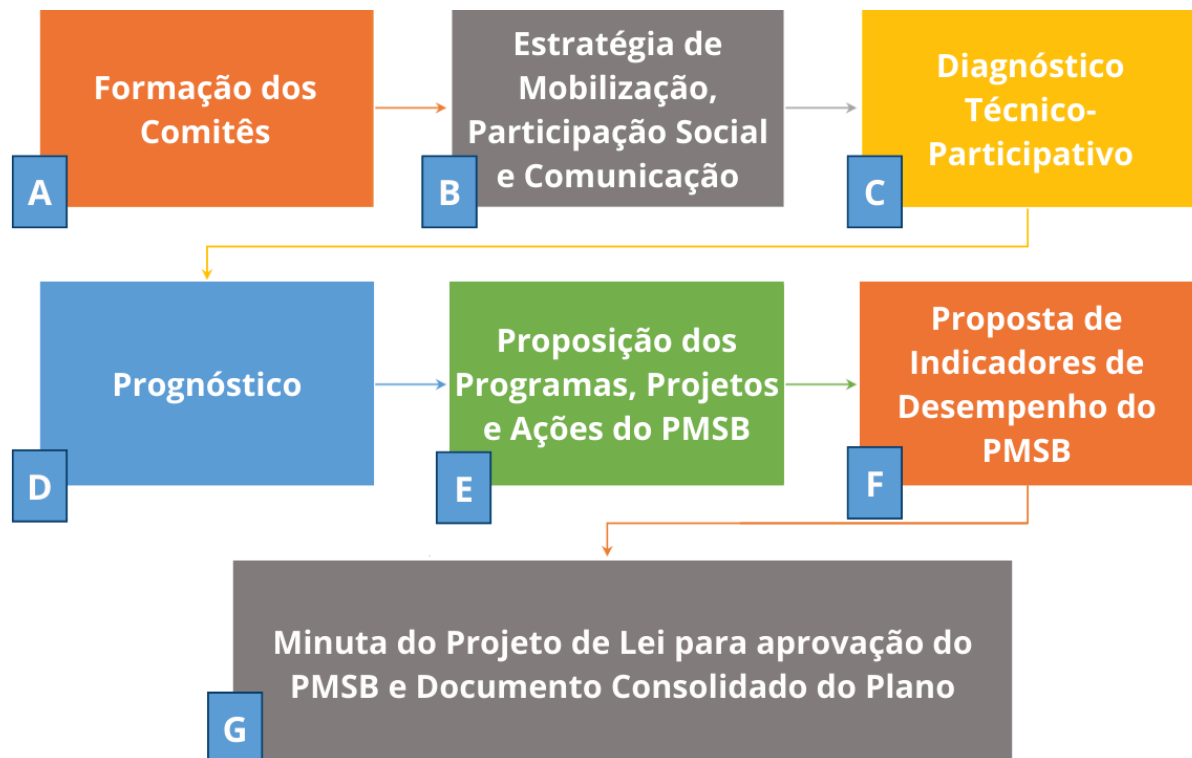 Formação dos
Comitês
A
Estratégia de
Mobilização,
Participação Social
e Comunicação
B
Diagnóstico
Técnico-
Participativo
C
Prognóstico
D
Proposição dos
Programas, Projetos
e Ações do PMSB
E
Proposta de
Indicadores de
Desempenho do
PMSB
F
Minuta do Projeto de Lei para aprovação do
PMSB e Documento Consolidado do Plano
G